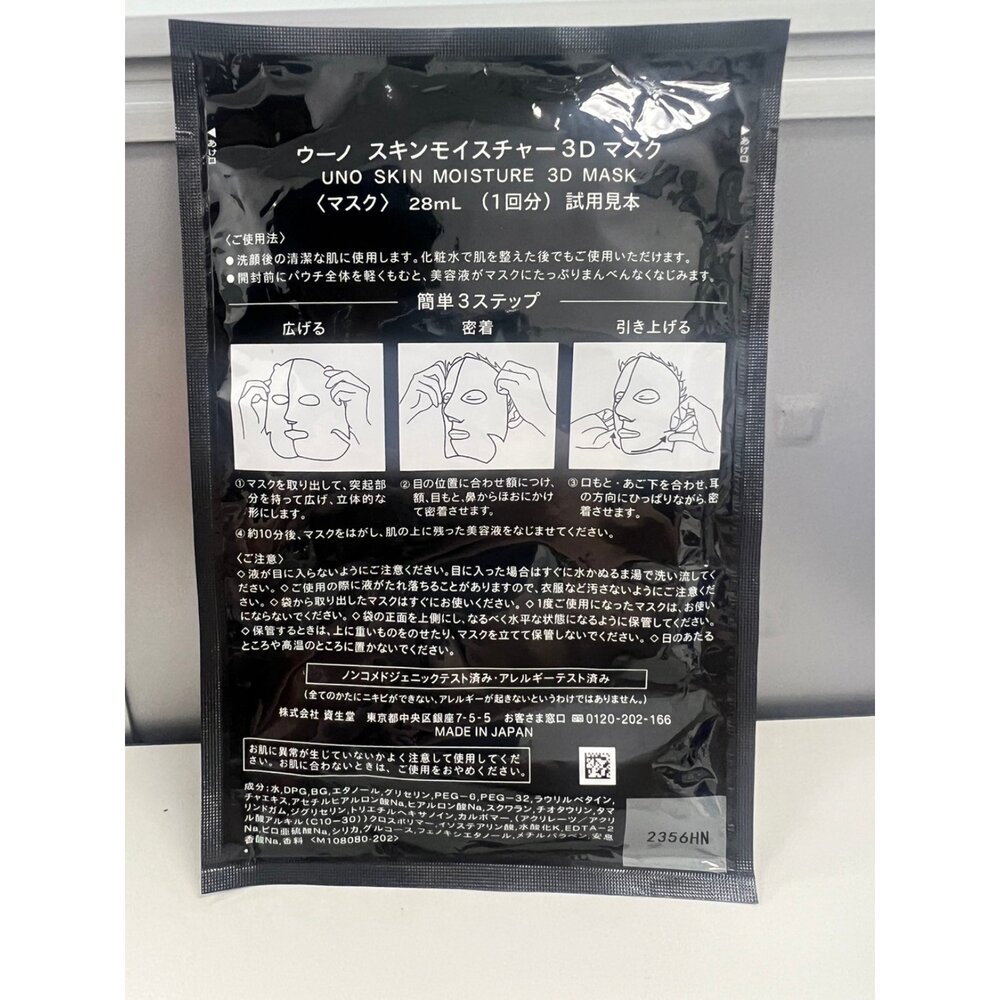 あけ口
あけ口
ウーノ スキンモイスチャー3D マスク
UNO SKIN MOISTURE 3D MASK
〈マスク〉 28mL (1回分) 試用見本
〈ご使用法〉
●洗顔後の清潔な肌に使用します。化粧水で肌を整えた後でもご使用いただけます。
●開封前にパウチ全体を軽くもむと、美容液がマスクにたっぷりまんべんなくなじみます。
簡単3ステップ
広げる 密着 引き上げる
①マスクを取り出して、突起部
分を持って広げ、立体的な
形にします。
②目の位置に合わせ額につけ、
額、目もと、鼻からほおにかけ
て密着させます。
③口もと・あご下を合わせ、耳
の方向にひっぱりながら、密
着させます。
④約10分後、マスクをはがし、肌の上に残った美容液をなじませてください。
〈ご注意〉
◇液が目に入らないようにご注意ください。目に入った場合はすぐに水かぬるま湯で洗い流してく
ださい。◇ご使用の際に液がたれ落ちることがありますので、衣服など汚さないようにご注意くだ
さい。◇袋から取り出したマスクはすぐにお使いください。◇1度ご使用になったマスクは、お使い
にならないでください。◇袋の正面を上側にし、なるべく水平な状態になるように保管してください。
◇保管するときは、上に重いものをのせたり、マスクを立てて保管しないでください。◇日のあたる
ところや高温のところに置かないでください。
ノンコメドジェニックテスト済み・アレルギーテスト済み
(全てのかたにニキビができない、アレルギーが起きないというわけではありません。)
株式会社 資生堂 東京都中央区銀座7-5-5 お客さま窓口 0120-202-166
MADE IN JAPAN
お肌に異常が生じていないかよく注意して使用してくださ
い。お肌に合わないときは、ご使用をおやめください。
成分:水,DPG,BG,エタノール,グリセリン,PEG-6,PEG-32,ラウリルベタイン,
チャエキス,アセチルヒアルロン酸Na,ヒアルロン酸Na,スクワラン,チオタウリン,タマ
リンドガム,ジグリセリン,トリエチルヘキサノイン,カルボマー,(アクリレーツ/アクリ
ル酸アルキル(C10-30))クロスポリマー,イソステアリン酸,水酸化K,EDTA-2
Na,ピロ亜硫酸Na,シリカ,グルコース,フェノキシエタノール,メチルパラベン,安息
香酸Na,香料 <M108080-202>
2356HN